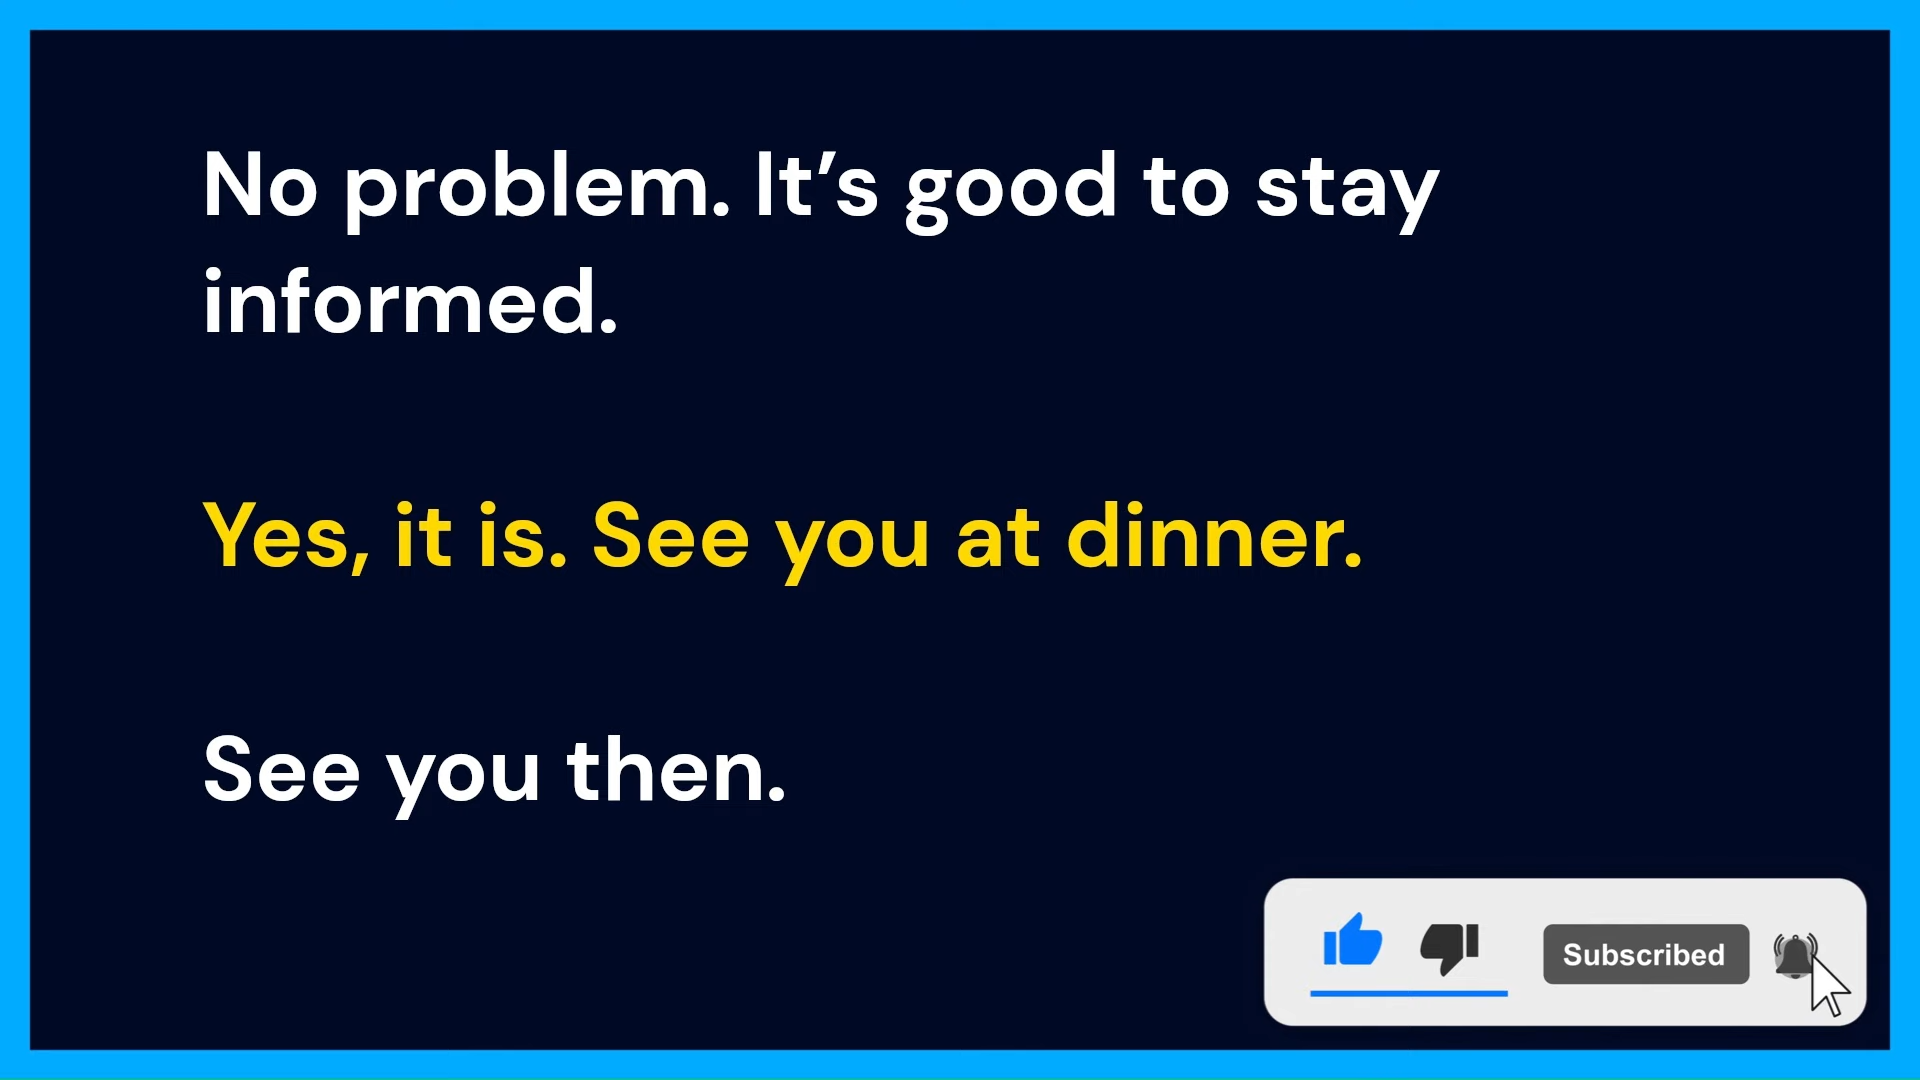 No problem. It’s good to stay
informed.
Yes, it is. See you at dinner.
See you then.
Subscribed